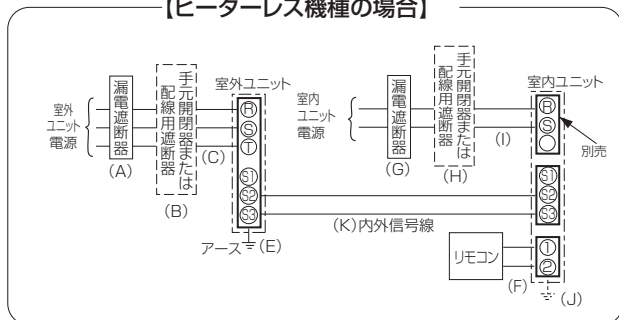 【ヒーターレス機種の場合】
室外
ユニット
電源
漏電遮断器
(A)
手元開閉器または
配線用遮断器
(B)
(C)
室外ユニット
R
S
T
S1
S2
S3
アース
(E)
室内
ユニット
電源
漏電遮断器
(G)
手元開閉器または
配線用遮断器
(H)
(I)
室内ユニット
R
S
別売
S1
S2
S3
(K)内外信号線
リモコン
1
2
(F)
(J)